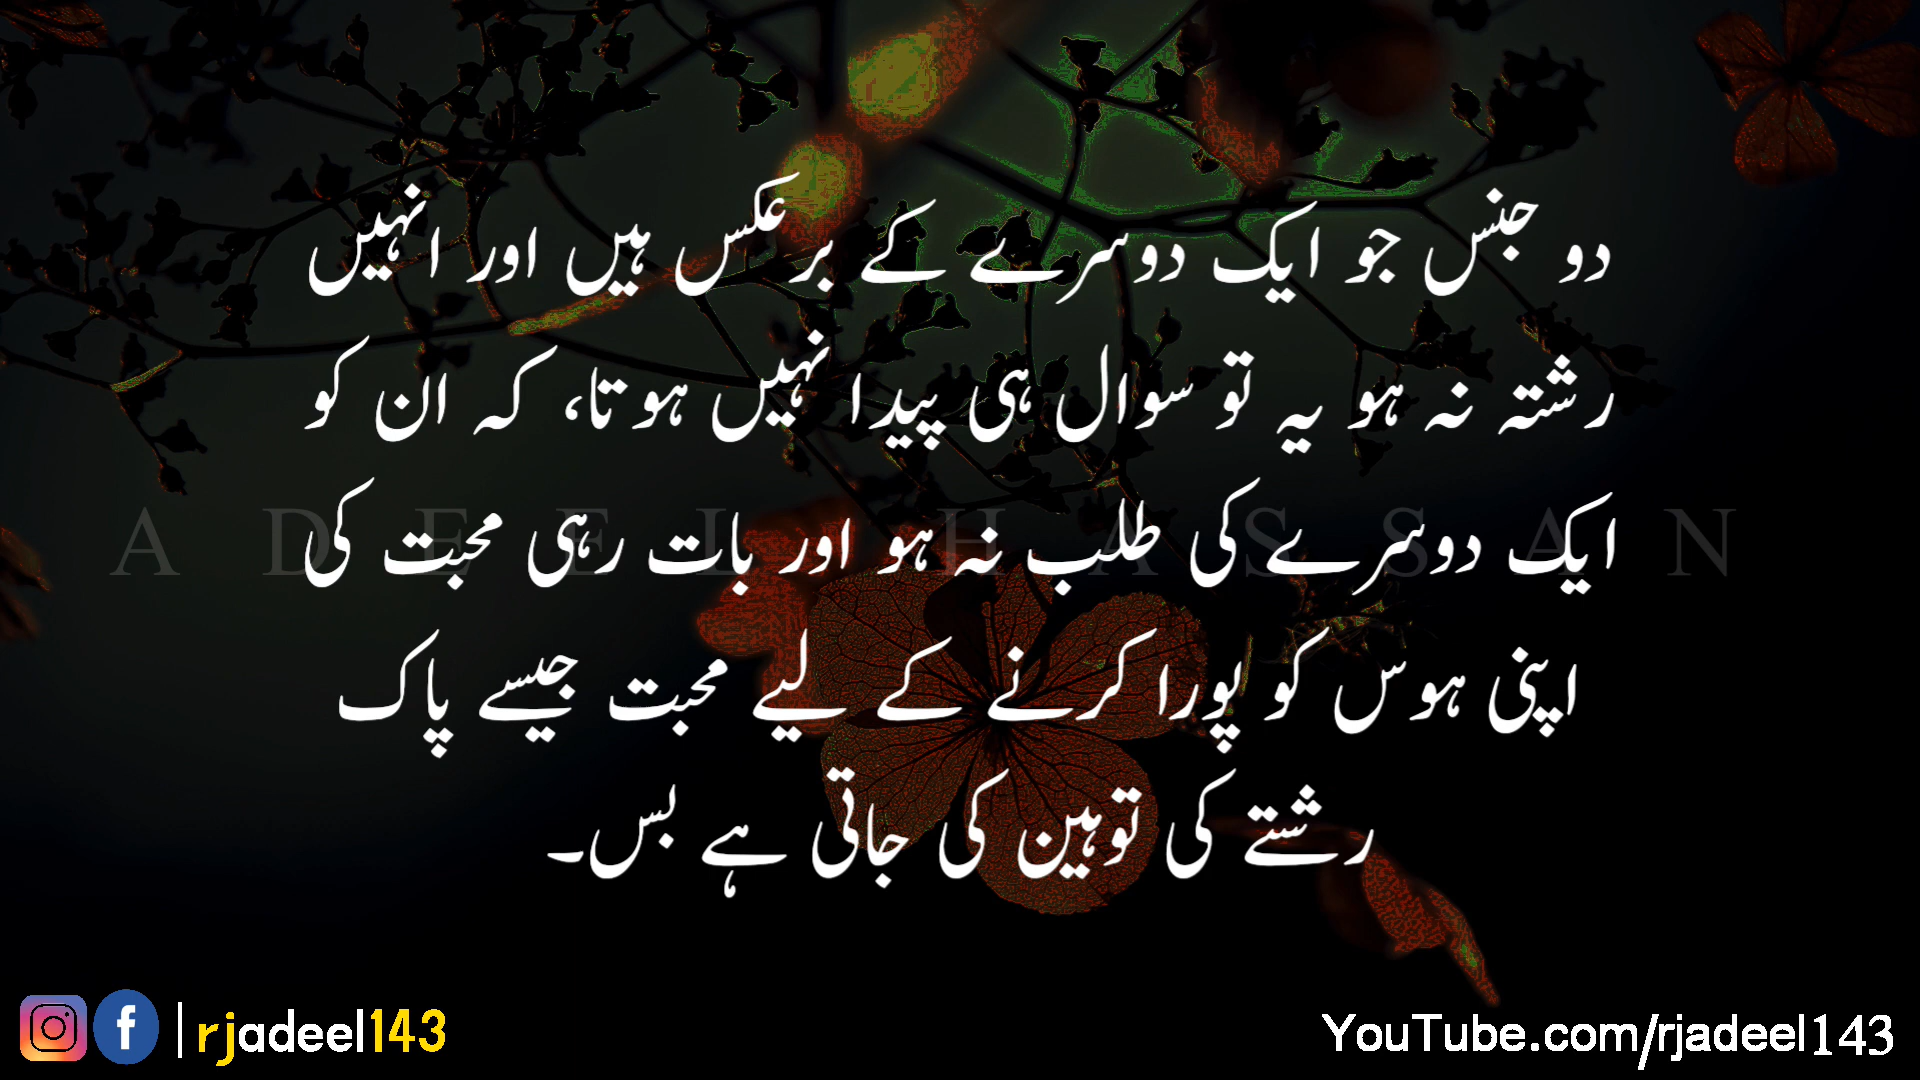 دو جنس جو ایک دوسرے کے برعکس ہیں اور انہیں
رشتہ نہ ہو یہ تو سوال ہی پیدا نہیں ہوتا، کہ ان کو
ایک دوسرے کی طلب نہ ہو اور بات رہی محبت کی
اپنی ہوس کو پورا کرنے کے لیے محبت جیسے پاک
رشتے کی توہین کی جاتی ہے بس۔
ADEEL HASSAN
rjadeel143
YouTube.com/rjadeel143